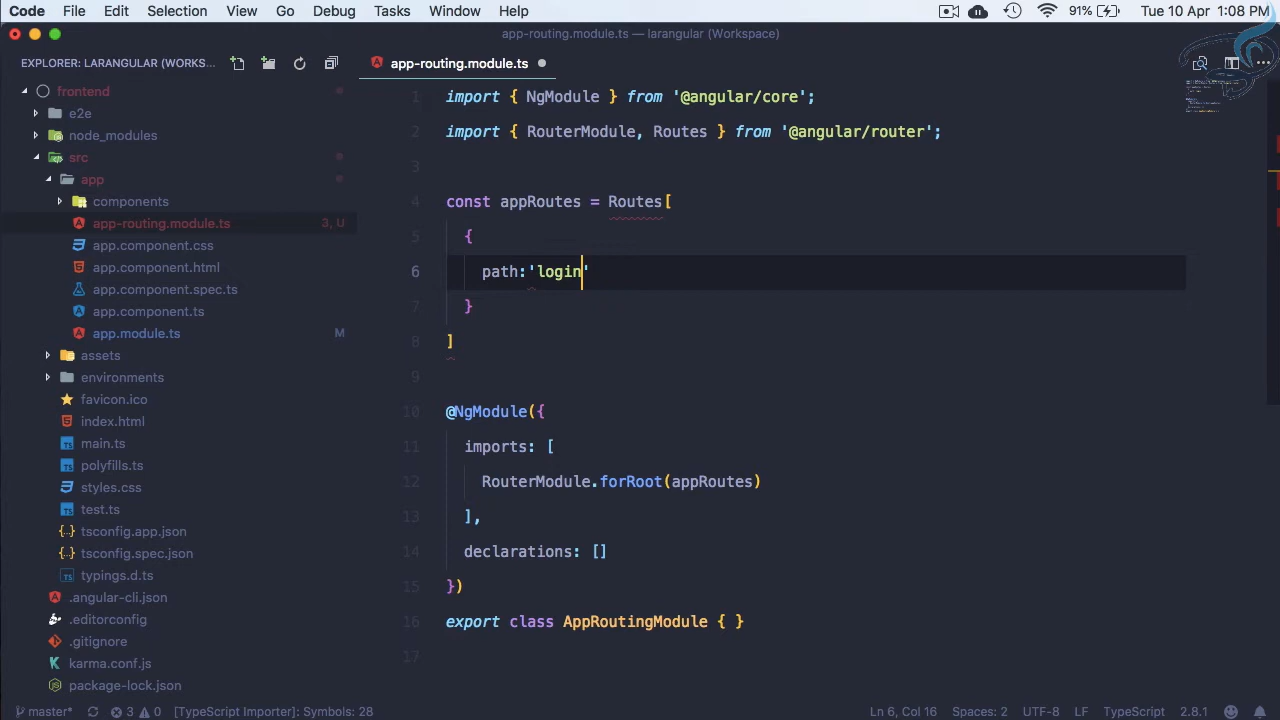 Code File Edit Selection View Go Debug Tasks Window Help 91% Tue 10 Apr 1:08 PM
app-routing.module.ts — larangular (Workspace)
EXPLORER: LARANGULAR (WORKS...
app-routing.module.ts
frontend
e2e
node_modules
src
app
components
app-routing.module.ts 3, U
app.component.css
app.component.html
app.component.spec.ts
app.component.ts
app.module.ts M
assets
environments
favicon.ico
index.html
main.ts
polyfills.ts
styles.css
test.ts
tsconfig.app.json
tsconfig.spec.json
typings.d.ts
.angular-cli.json
.editorconfig
.gitignore
karma.conf.js
package-lock.json
1 import { NgModule } from '@angular/core';
2 import { RouterModule, Routes } from '@angular/router';
3
4 const appRoutes = Routes[
5 {
6 path:'login'
7 }
8 ]
9
10 @NgModule({
11 imports: [
12 RouterModule.forRoot(appRoutes)
13 ],
14 declarations: []
15 })
16 export class AppRoutingModule { }
17
master* 3 0 [TypeScript Importer]: Symbols: 28 Ln 6, Col 16 Spaces: 2 UTF-8 LF TypeScript 2.8.1